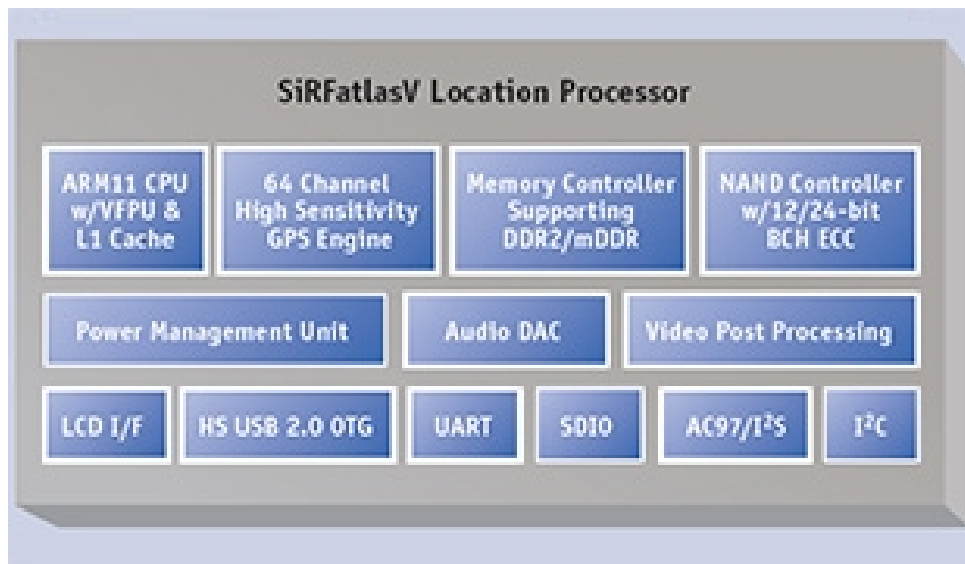 SiRFatlasV Location Processor
ARM11 CPU
w/VFPU &
L1 Cache
64 Channel
High Sensitivity
GPS Engine
Memory Controller
Supporting
DDR2/mDDR
NAND Controller
w/12/24-bit
BCH ECC
Power Management Unit
Audio DAC
Video Post Processing
LCD I/F
HS USB 2.0 OTG
UART
SDIO
AC97/I²S
I²C